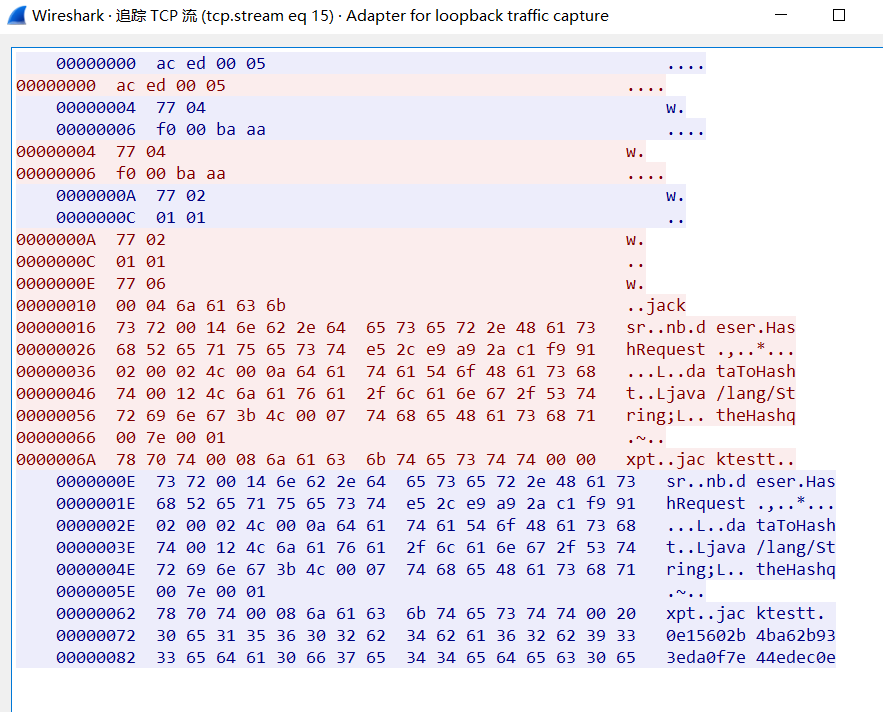 Wireshark · 追踪 TCP 流 (tcp.stream eq 15) · Adapter for loopback traffic capture
00000000 ac ed 00 05 ....
00000000 ac ed 00 05 ....
00000004 77 04 w.
00000006 f0 00 ba aa ....
00000004 77 04 w.
00000006 f0 00 ba aa ....
0000000A 77 02 w.
0000000C 01 01 ..
0000000A 77 02 w.
0000000C 01 01 ..
0000000E 77 06 w.
00000010 00 04 6a 61 63 6b ..jack
00000016 73 72 00 14 6e 62 2e 64 65 73 65 72 2e 48 61 73 sr..nb.d eser.Has
00000026 68 52 65 71 75 65 73 74 e5 2c e9 a9 2a c1 f9 91 hRequest .,..*...
00000036 02 00 02 4c 00 0a 64 61 74 61 54 6f 48 61 73 68 ...L..da taToHash
00000046 74 00 12 4c 6a 61 76 61 2f 6c 61 6e 67 2f 53 74 t..Ljava /lang/St
00000056 72 69 6e 67 3b 4c 00 07 74 68 65 48 61 73 68 71 ring;L.. theHashq
00000066 00 7e 00 01 .~..
0000006A 78 70 74 00 08 6a 61 63 6b 74 65 73 74 74 00 00 xpt..jac ktestt..
0000000E 73 72 00 14 6e 62 2e 64 65 73 65 72 2e 48 61 73 sr..nb.d eser.Has
0000001E 68 52 65 71 75 65 73 74 e5 2c e9 a9 2a c1 f9 91 hRequest .,..*...
0000002E 02 00 02 4c 00 0a 64 61 74 61 54 6f 48 61 73 68 ...L..da taToHash
0000003E 74 00 12 4c 6a 61 76 61 2f 6c 61 6e 67 2f 53 74 t..Ljava /lang/St
0000004E 72 69 6e 67 3b 4c 00 07 74 68 65 48 61 73 68 71 ring;L.. theHashq
0000005E 00 7e 00 01 .~..
00000062 78 70 74 00 08 6a 61 63 6b 74 65 73 74 74 00 20 xpt..jac ktestt. 
00000072 30 65 31 35 36 30 32 62 34 62 61 36 32 62 39 33 0e15602b 4ba62b93
00000082 33 65 64 61 30 66 37 65 34 34 65 64 65 63 30 65 3eda0f7e 44edec0e